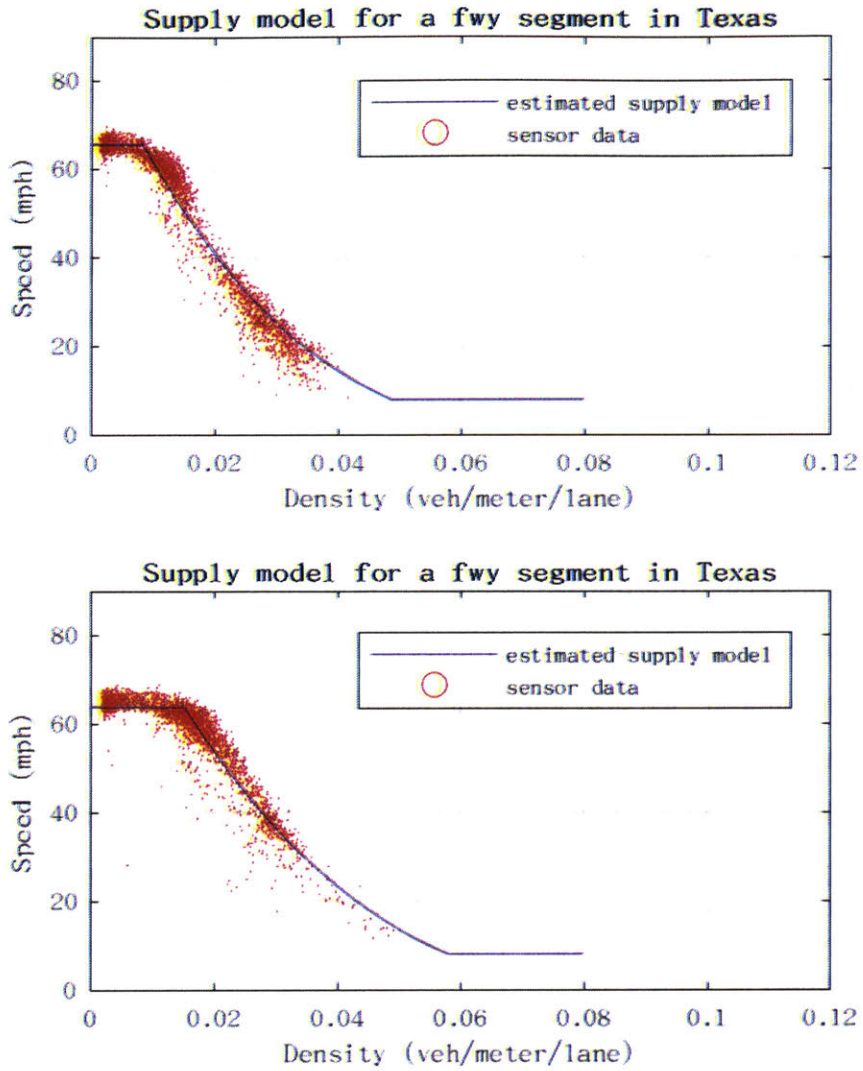 Supply model for a fwy segment in Texas
80
60
40
20
0
Speed (mph)
estimated supply model
sensor data
0 0.02 0.04 0.06 0.08 0.1 0.12
Density (veh/meter/lane)
Supply model for a fwy segment in Texas
80
60
40
20
0
Speed (mph)
estimated supply model
sensor data
0 0.02 0.04 0.06 0.08 0.1 0.12
Density (veh/meter/lane)